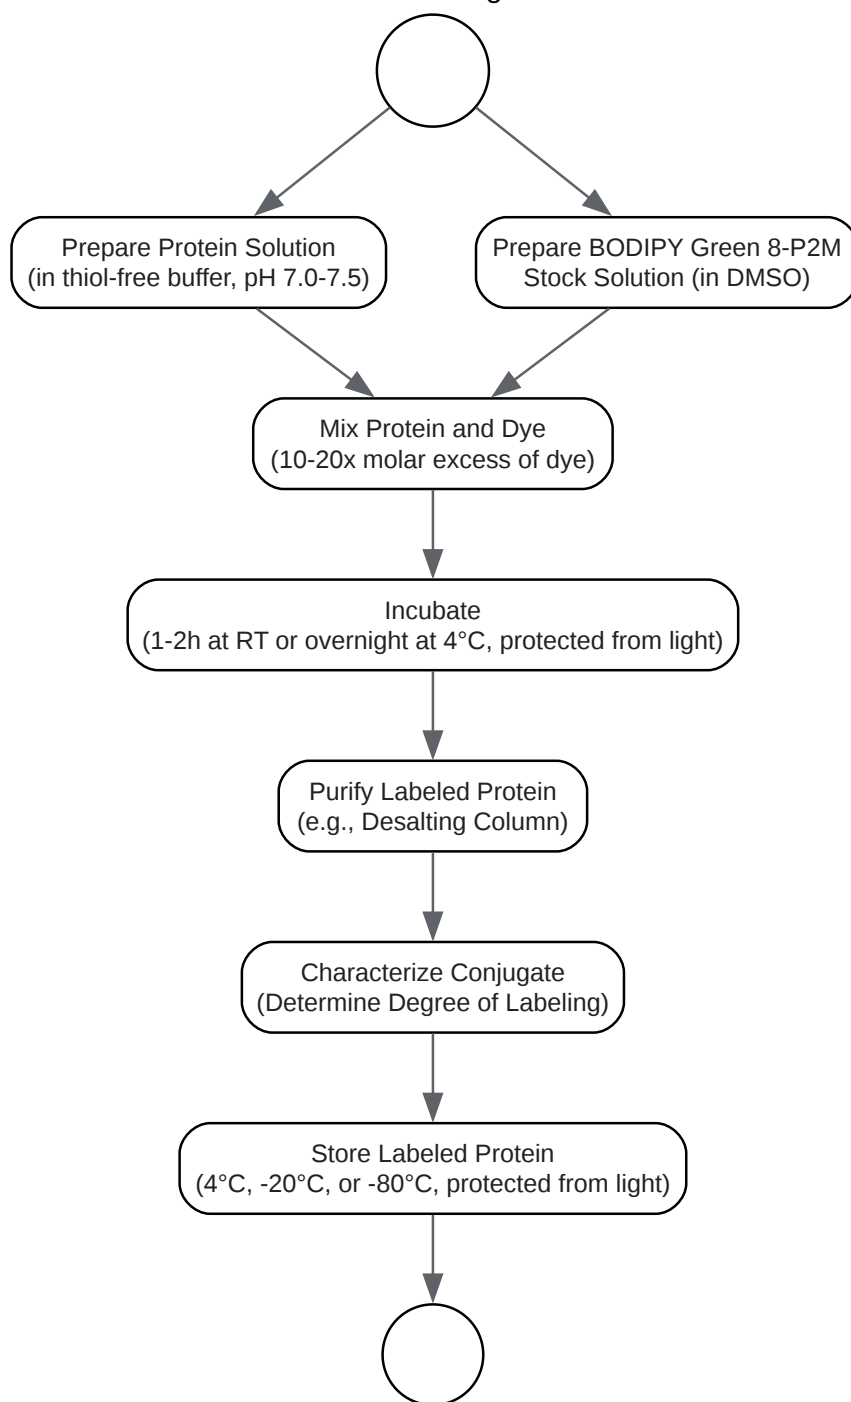 Prepare Protein Solution
(in thiol-free buffer, pH 7.0-7.5)
Prepare BODIPY Green 8-P2M
Stock Solution (in DMSO)
Mix Protein and Dye
(10-20x molar excess of dye)
Incubate
(1-2h at RT or overnight at 4°C, protected from light)
Purify Labeled Protein
(e.g., Desalting Column)
Characterize Conjugate
(Determine Degree of Labeling)
Store Labeled Protein
(4°C, -20°C, or -80°C, protected from light)